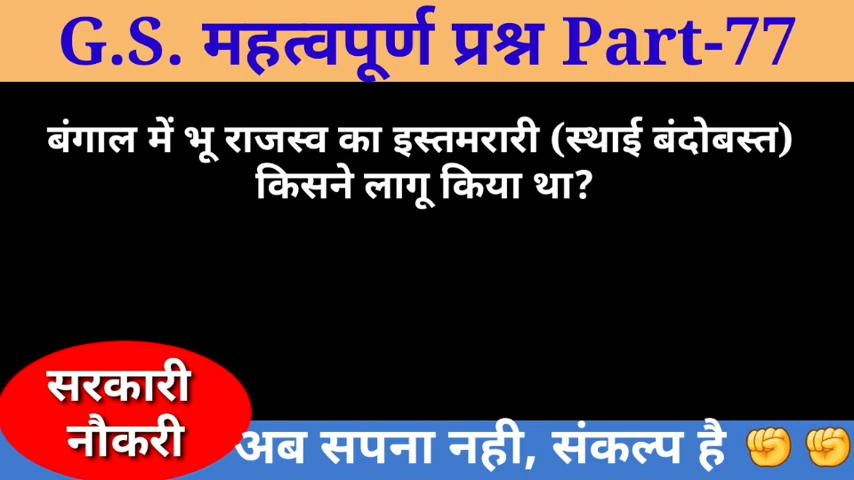 G.S. महत्वपूर्ण प्रश्न Part-77
बंगाल में भू राजस्व का इस्तमरारी (स्थाई बंदोबस्त)
किसने लागू किया था?
सरकारी
नौकरी
अब सपना नही, संकल्प है ✊ ✊